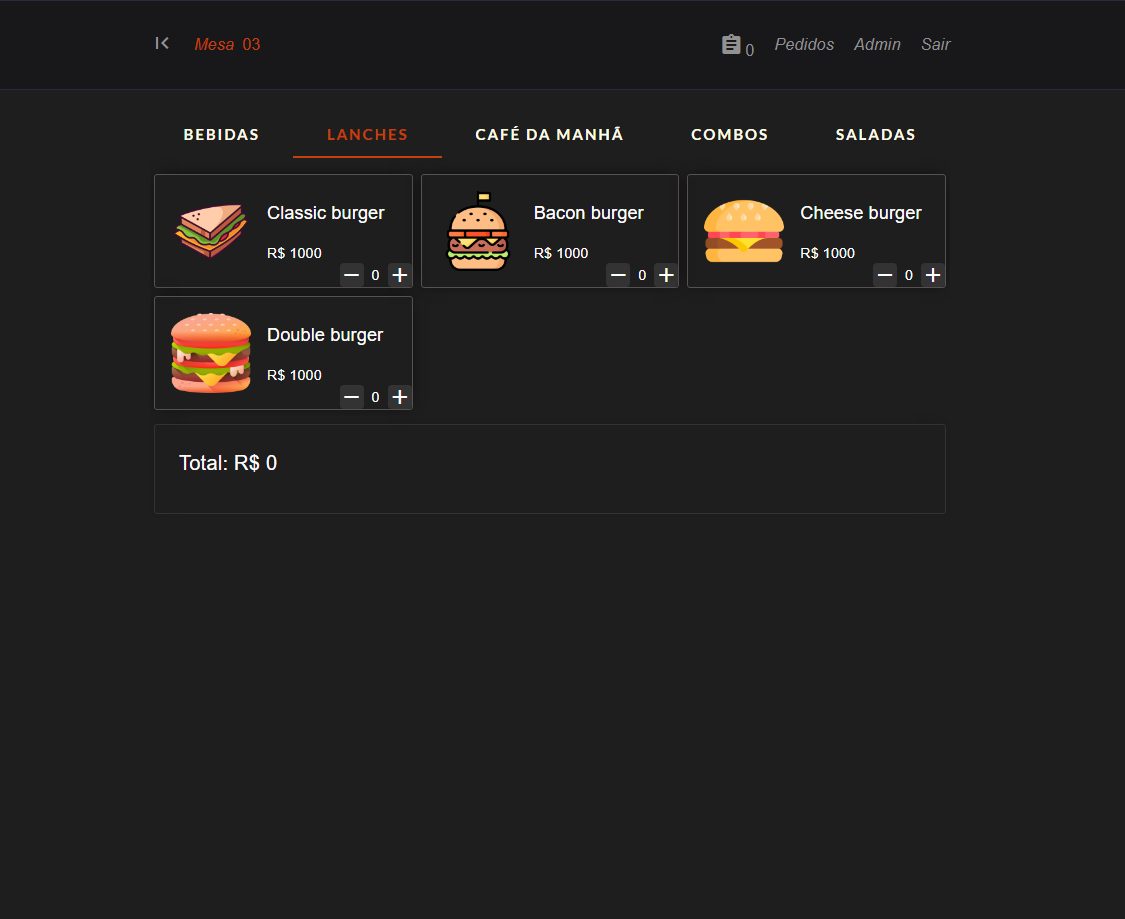 Mesa 03 0 Pedidos Admin Sair
BEBIDAS LANCHES CAFÉ DA MANHÃ COMBOS SALADAS
Classic burger
R$ 1000
0
Bacon burger
R$ 1000
0
Cheese burger
R$ 1000
0
Double burger
R$ 1000
0
Total: R$ 0